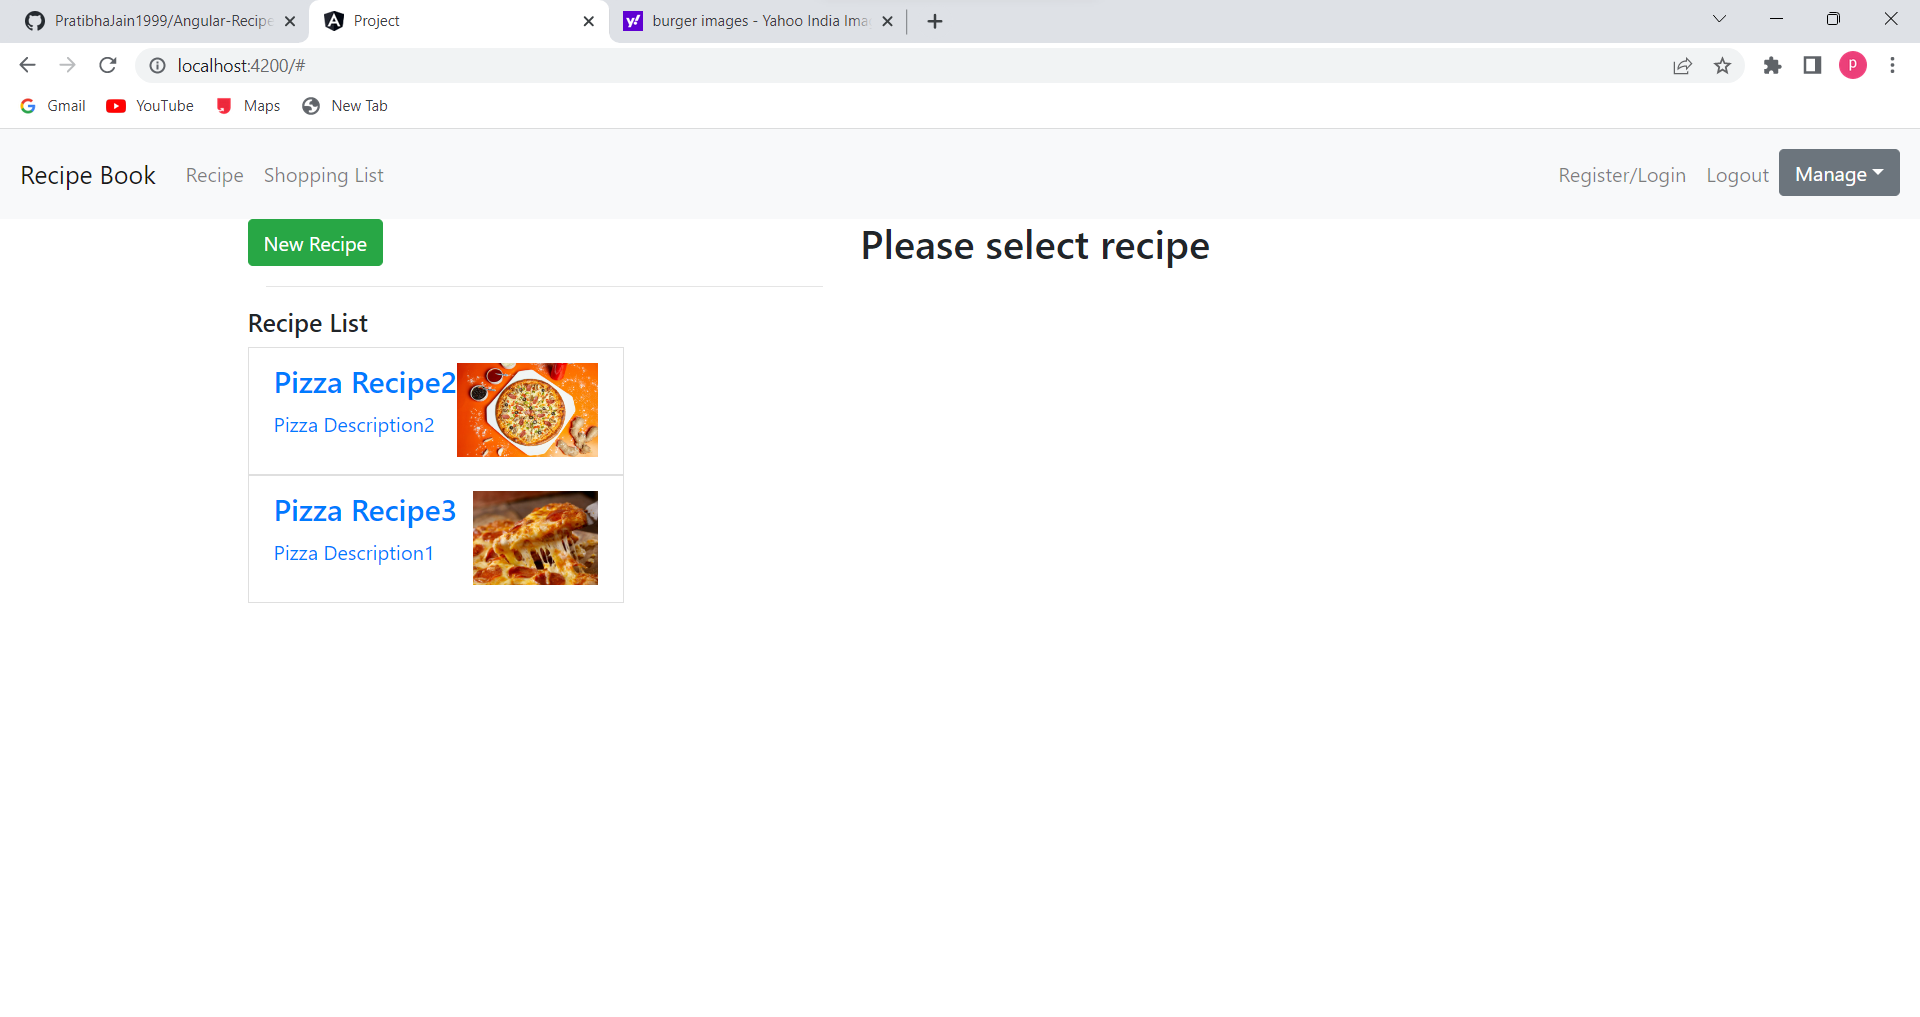 PratibhaJain1999/Angular-Recipe
Project
burger images - Yahoo India Ima
localhost:4200/#
P
Gmail
YouTube
Maps
New Tab
Recipe Book
Recipe
Shopping List
Register/Login
Logout
Manage
New Recipe
Please select recipe
Recipe List
Pizza Recipe2
Pizza Description2
Pizza Recipe3
Pizza Description1